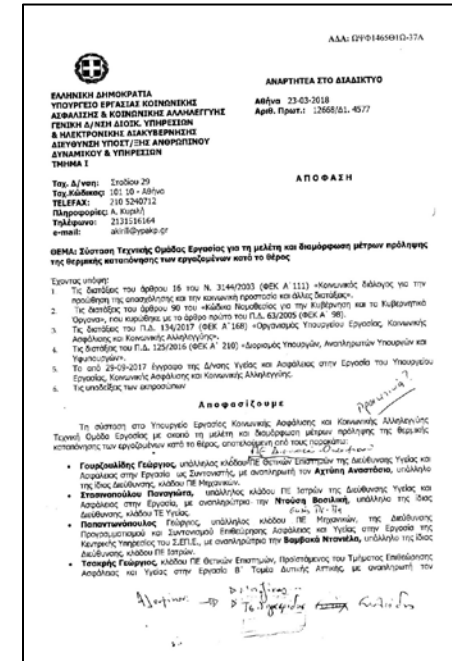 ΑΔΑ: ΩΨΦ1465Θ1Ω-37Λ
ΑΝΑΡΤΗΤΕΑ ΣΤΟ ΔΙΑΔΙΚΤΥΟ
ΕΛΛΗΝΙΚΗ ΔΗΜΟΚΡΑΤΙΑ
ΥΠΟΥΡΓΕΙΟ ΕΡΓΑΣΙΑΣ ΚΟΙΝΩΝΙΚΗΣ
ΑΣΦΑΛΙΣΗΣ & ΚΟΙΝΩΝΙΚΗΣ ΑΛΛΗΛΕΓΓΥΗΣ
ΓΕΝΙΚΗ Δ/ΝΣΗ ΔΙΟΙΚ. ΥΠΗΡΕΣΙΩΝ
& ΗΛΕΚΤΡΟΝΙΚΗΣ ΔΙΑΚΥΒΕΡΝΗΣΗΣ
ΔΙΕΥΘΥΝΣΗ ΥΠΟΣΤ/ΞΗΣ ΑΝΘΡΩΠΙΝΟΥ
ΔΥΝΑΜΙΚΟΥ & ΥΠΗΡΕΣΙΩΝ
ΤΜΗΜΑ Ι
Αθήνα 23-03-2018
Αριθ. Πρωτ.: 12668/Δ1. 4577
Ταχ. Δ/νση: Σταδίου 29
Ταχ.Κώδικας: 101 10 - Αθήνα
TELEFAX: 210 5240712
Πληροφορίες: Α. Κυριλή
Τηλέφωνο: 2131516164
e-mail: akirili@ypakp.gr
ΑΠΟΦΑΣΗ
ΘΕΜΑ: Σύσταση Τεχνικής Ομάδας Εργασίας για τη μελέτη και διαμόρφωση μέτρων πρόληψης
της θερμικής καταπόνησης των εργαζομένων κατά το θέρος
Έχοντας υπόψη:
1. Τις διατάξεις του άρθρου 16 του Ν. 3144/2003 (ΦΕΚ Α΄111) «Κοινωνικός διάλογος για την
προώθηση της απασχόλησης και την κοινωνική προστασία και άλλες διατάξεις».
2. Τις διατάξεις του άρθρου 90 του «Κώδικα Νομοθεσίας για την Κυβέρνηση και τα Κυβερνητικά
Όργανα», που κυρώθηκε με το άρθρο πρώτο του Π.Δ. 63/2005 (ΦΕΚ Α΄ 98).
3. Τις διατάξεις του Π.Δ. 134/2017 (ΦΕΚ Α΄168) «Οργανισμός Υπουργείου Εργασίας, Κοινωνικής
Ασφάλισης και Κοινωνικής Αλληλεγγύης».
4. Τις διατάξεις του Π.Δ. 125/2016 (ΦΕΚ Α΄ 210) «Διορισμός Υπουργών, Αναπληρωτών Υπουργών και
Υφυπουργών».
5. Το από 29-09-2017 έγγραφο της Δ/νσης Υγείας και Ασφάλειας στην Εργασία του Υπουργείου
Εργασίας, Κοινωνικής Ασφάλισης και Κοινωνικής Αλληλεγγύης.
6. Τις υποδείξεις των εκπροσώπων
Αποφασίζουμε
Τη σύσταση στο Υπουργείο Εργασίας Κοινωνικής Ασφάλισης και Κοινωνικής Αλληλεγγύης
Τεχνική Ομάδα Εργασίας με σκοπό τη μελέτη και διαμόρφωση μέτρων πρόληψης της θερμικής
καταπόνησης των εργαζομένων κατά το θέρος, αποτελούμενη από τους παρακάτω:
• Γουρζουλίδης Γεώργιος, υπάλληλος κλάδου ΠΕ Θετικών Επιστημών της Διεύθυνσης Υγείας και
Ασφάλειας στην Εργασία ως Συντονιστής, με αναπληρωτή τον Αχτύπη Αναστάσιο, υπάλληλο
της ίδιας Διεύθυνσης, κλάδου ΠΕ Μηχανικών.
• Στασινοπούλου Παναγιώτα, υπάλληλος κλάδου ΠΕ Ιατρών της Διεύθυνσης Υγείας και
Ασφάλειας στην Εργασία, με αναπληρώτρια την Ντούση Βασιλική, υπάλληλο της ίδιας
Διεύθυνσης, κλάδου ΤΕ Υγείας.
• Παπαντωνόπουλος Γεώργιος, υπάλληλος κλάδου ΠΕ Μηχανικών, της Διεύθυνσης
Προγραμματισμού και Συντονισμού Επιθεώρησης Ασφάλειας και Υγείας στην Εργασία της
Κεντρικής Υπηρεσίας του Σ.ΕΠ.Ε., με αναπληρώτρια την Βαμβακά Ντανιέλα, υπάλληλο της ίδιας
Διεύθυνσης, κλάδου ΠΕ Ιατρών.
• Τσακρής Γεώργιος, κλάδου ΠΕ Θετικών Επιστημών, Προϊστάμενος του Τμήματος Επιθεώρησης
Ασφάλειας και Υγείας στην Εργασία Β΄ Τομέα Δυτικής Αττικής, με αναπληρωτή τον